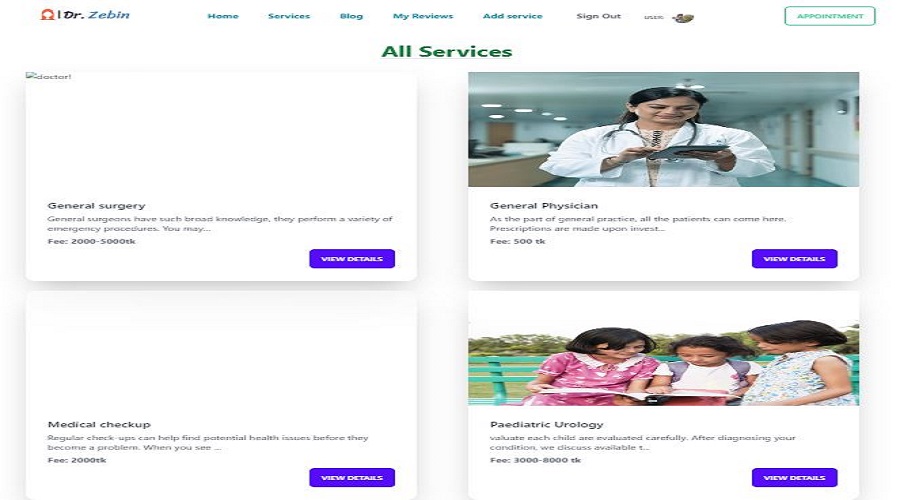 Ω | Dr. Zebin
Home Services Blog My Reviews Add service Sign Out USER: APPOINTMENT
All Services
doctor!
General surgery
General surgeons have such broad knowledge, they perform a variety of
emergency procedures. You may...
Fee: 2000-5000tk
VIEW DETAILS
General Physician
As the part of general practice, all the patients can come here.
Prescriptions are made upon invest...
Fee: 500 tk
VIEW DETAILS
Medical checkup
Regular check-ups can help find potential health issues before they
become a problem. When you see ...
Fee: 2000tk
VIEW DETAILS
Paediatric Urology
valuate each child are evaluated carefully. After diagnosing your
condition, we discuss available t...
Fee: 3000-8000 tk
VIEW DETAILS